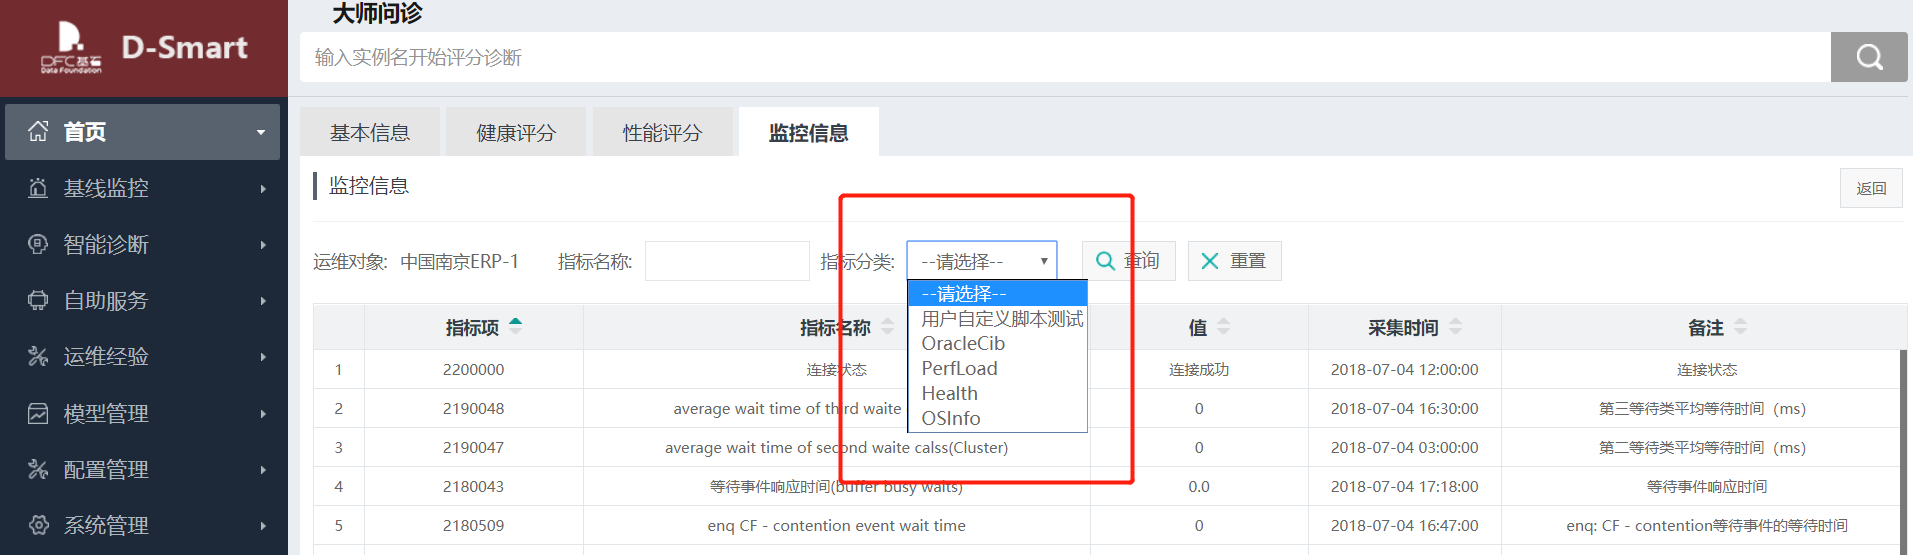 大师问诊
DFC基石
Data Foundation
D-Smart
输入实例名开始评分诊断
首页
基线监控
智能诊断
自助服务
运维经验
模型管理
配置管理
系统管理
基本信息 健康评分 性能评分 监控信息
监控信息 返回
运维对象: 中国南京ERP-1 指标名称: 指标分类: --请选择-- 查询 重置
--请选择--
用户自定义脚本测试
OracleCib
PerfLoad
Health
OSInfo
指标项 指标名称 值 采集时间 备注
1 2200000 连接状态 连接成功 2018-07-04 12:00:00 连接状态
2 2190048 average wait time of third waite 0 2018-07-04 16:30:00 第三等待类平均等待时间（ms）
3 2190047 average wait time of second waite calss(Cluster) 0 2018-07-04 03:00:00 第二等待类平均等待时间（ms）
4 2180043 等待事件响应时间(buffer busy waits) 0.0 2018-07-04 17:18:00 等待事件响应时间
5 2180509 enq CF - contention event wait time 0 2018-07-04 16:47:00 enq: CF - contention等待事件的等待时间